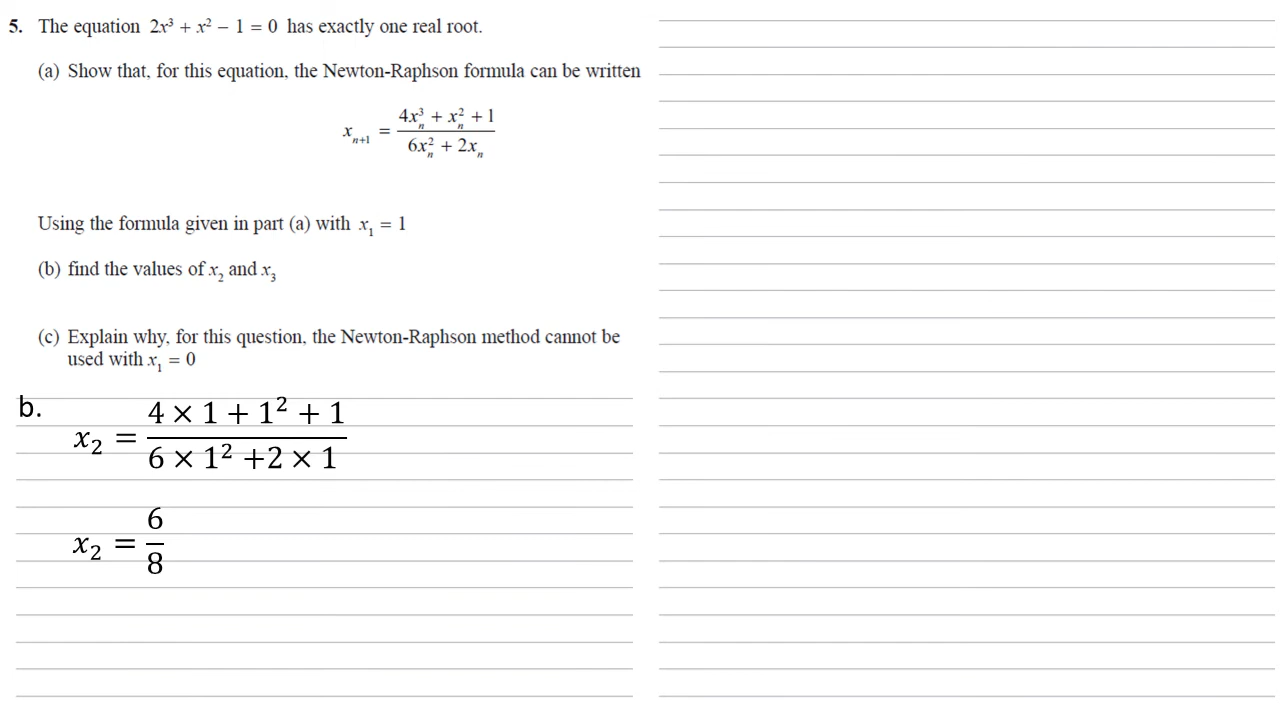 5. The equation 2x³ + x² − 1 = 0 has exactly one real root.
(a) Show that, for this equation, the Newton-Raphson formula can be written
xₙ₊₁ = (4xₙ³ + xₙ² + 1) / (6xₙ² + 2xₙ)
Using the formula given in part (a) with x₁ = 1
(b) find the values of x₂ and x₃
(c) Explain why, for this question, the Newton-Raphson method cannot be
used with x₁ = 0
b.
x₂ = (4 × 1 + 1² + 1) / (6 × 1² +2 × 1)
x₂ = 6/8